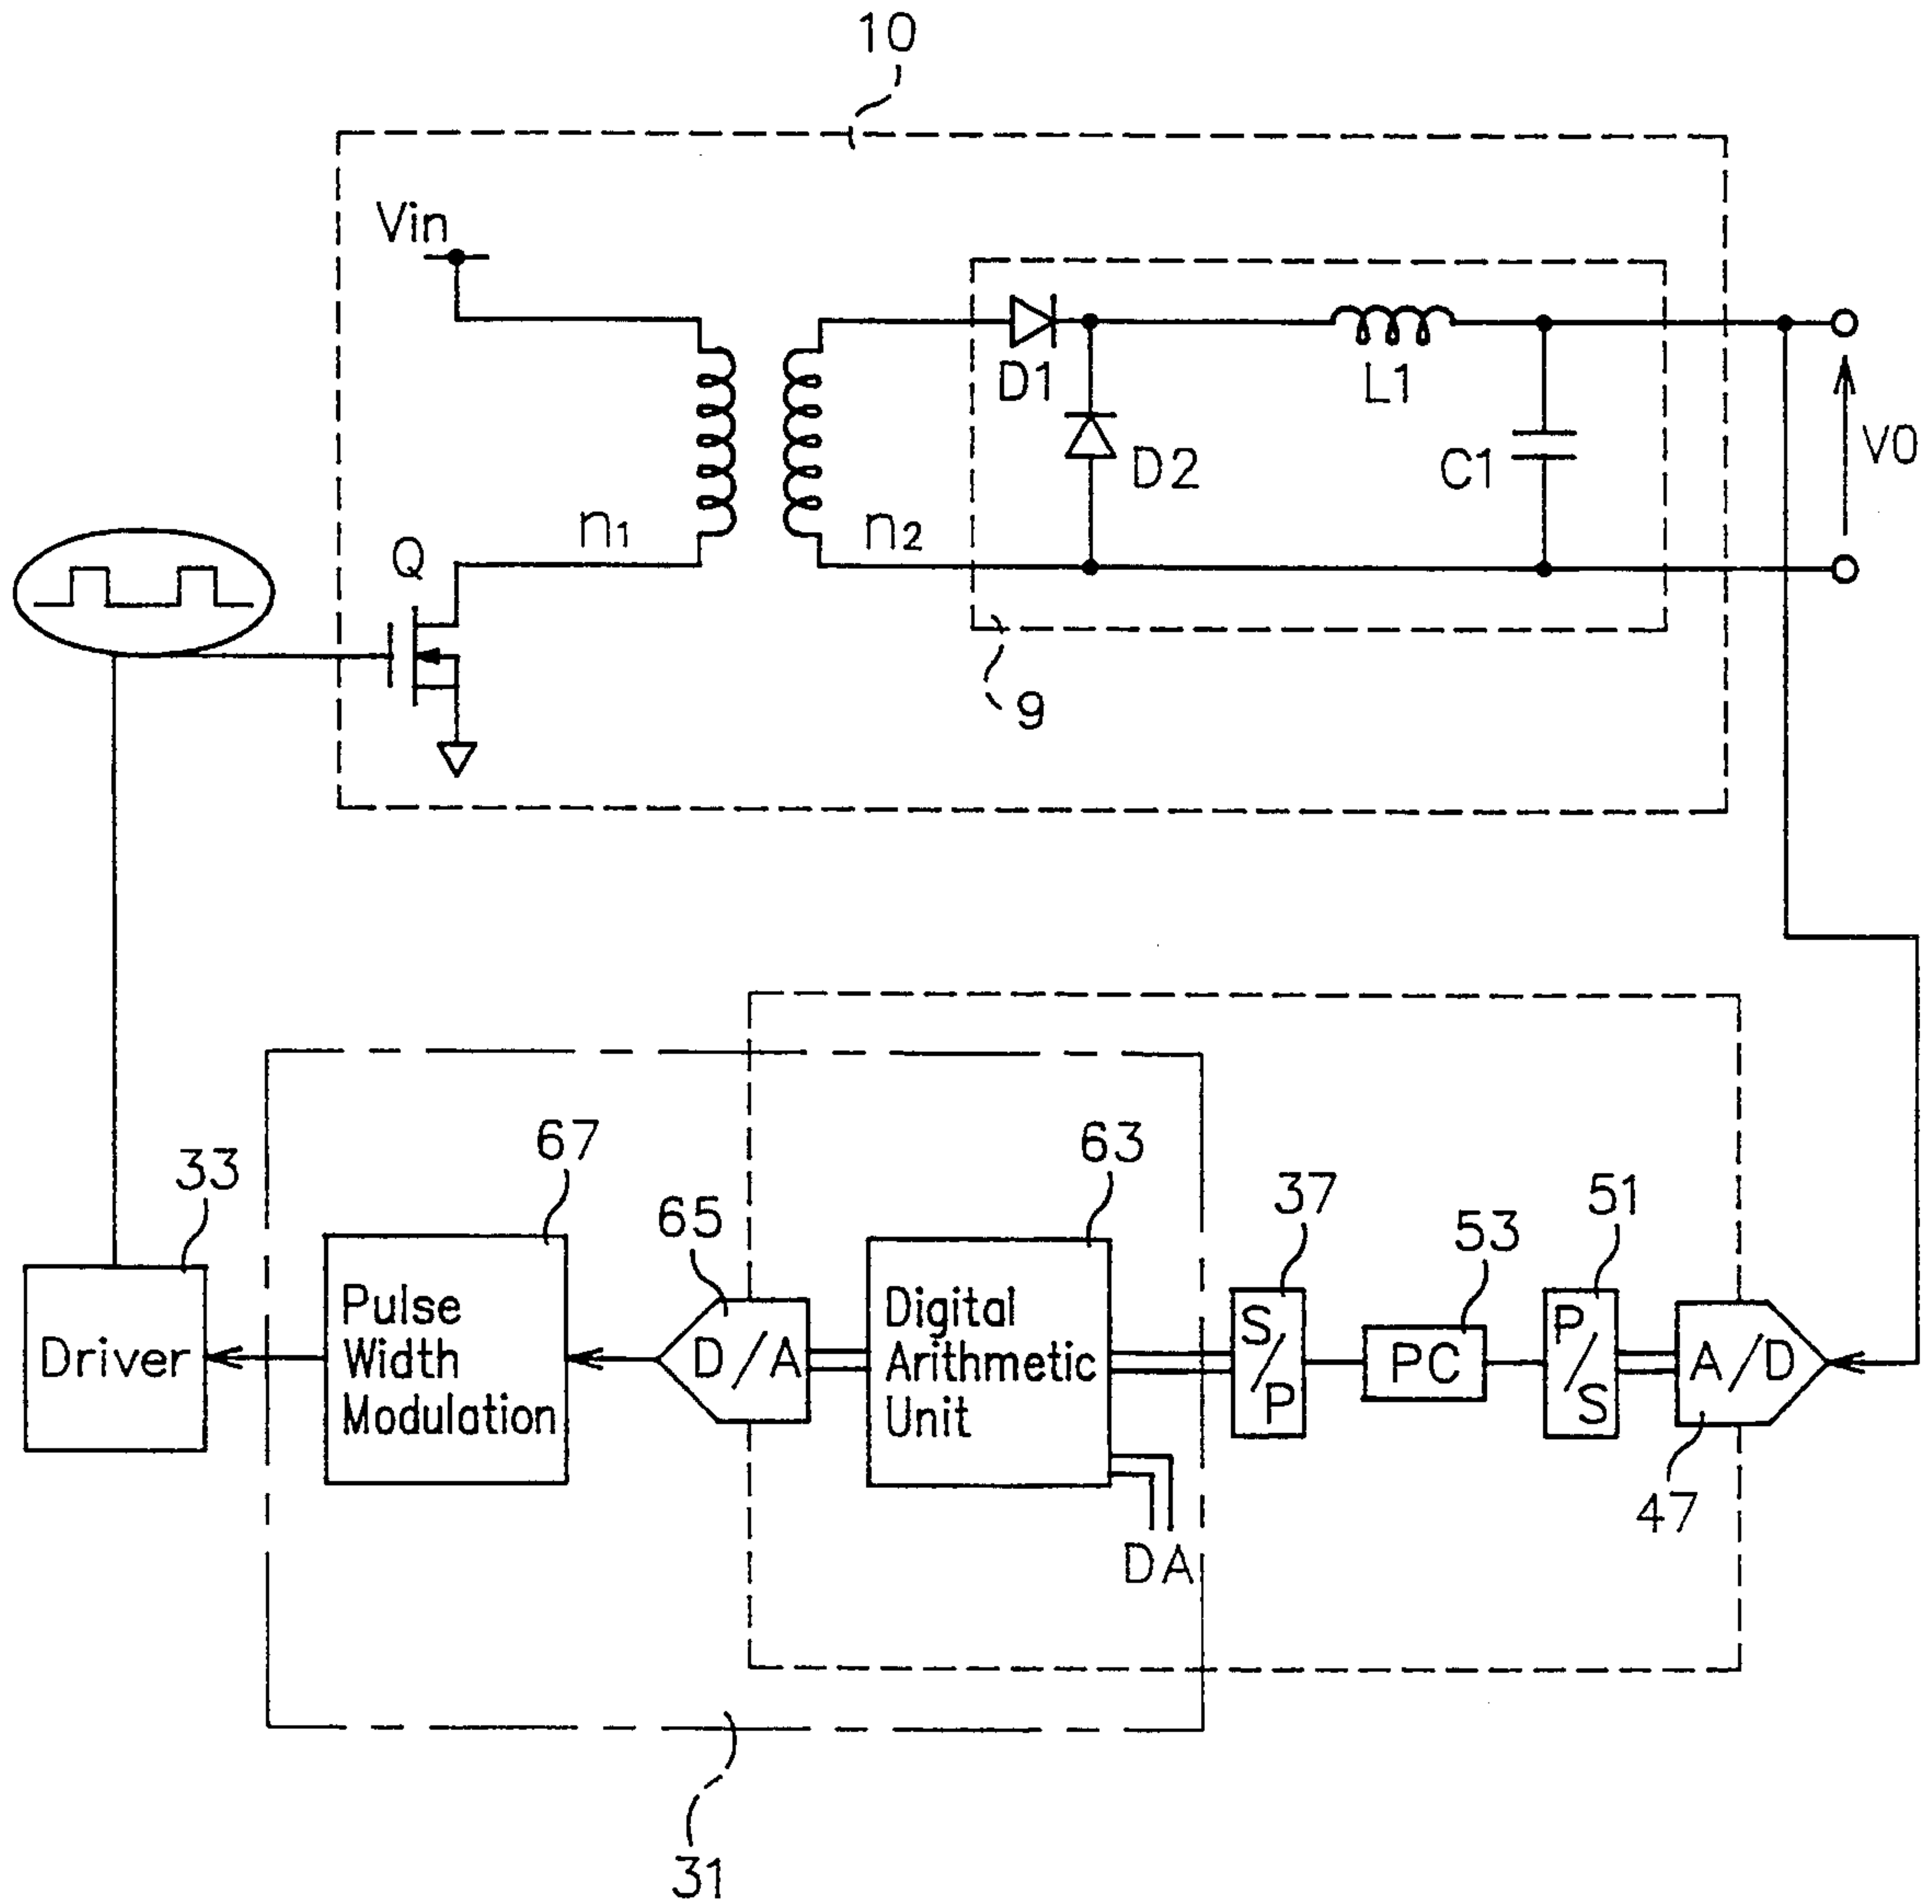 10
Vin
D1
L1
D2
C1
V0
n1
n2
Q
9
67
63
33
65
37
51
53
Pulse
Width
Modulation
Digital
Arithmetic
Unit
S/P
P/S
Driver
D/A
PC
A/D
47
DA
31